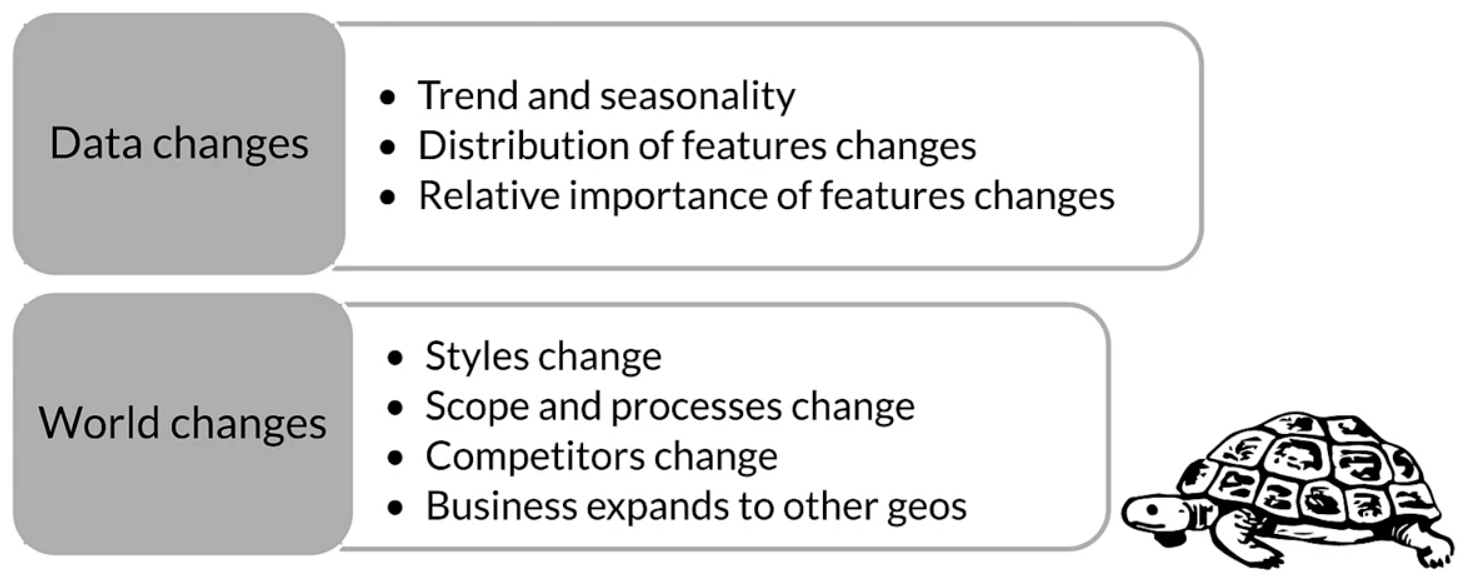 Data changes
• Trend and seasonality
• Distribution of features changes
• Relative importance of features changes
World changes
• Styles change
• Scope and processes change
• Competitors change
• Business expands to other geos